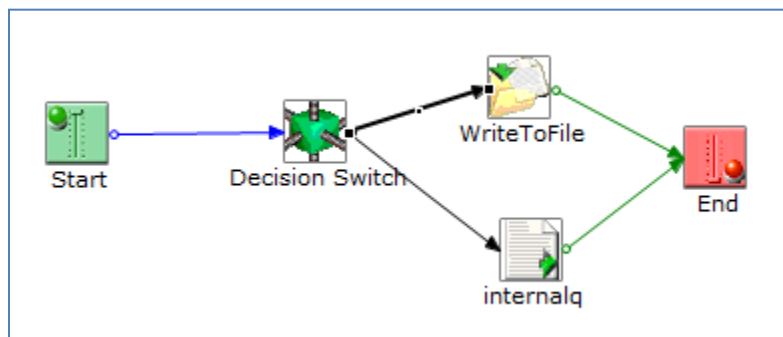 Start
Decision Switch
WriteToFile
internalq
End